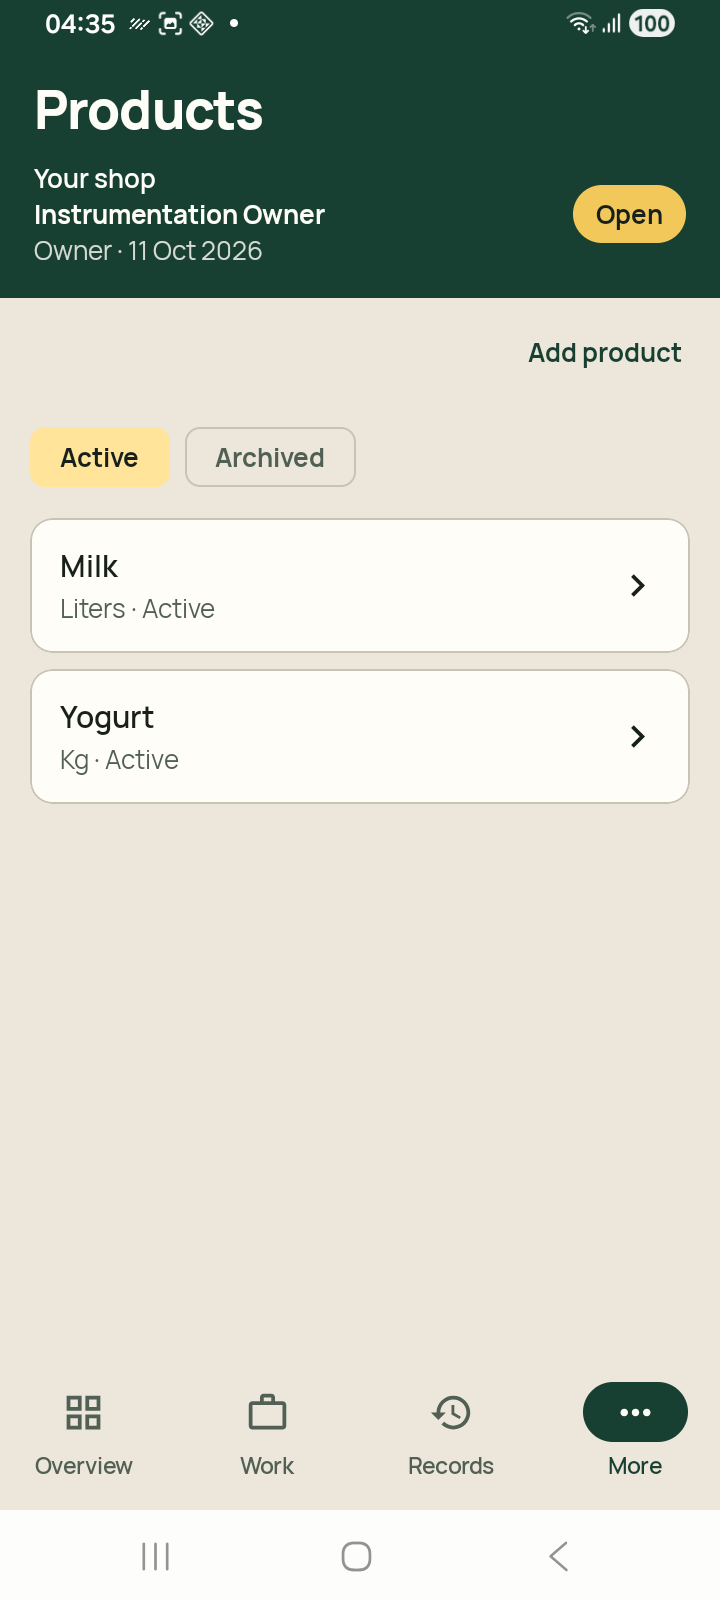 04:35
100
Products
Your shop
Instrumentation Owner
Owner · 11 Oct 2026
Open
Add product
Active
Archived
Milk
Liters · Active
Yogurt
Kg · Active
Overview
Work
Records
More